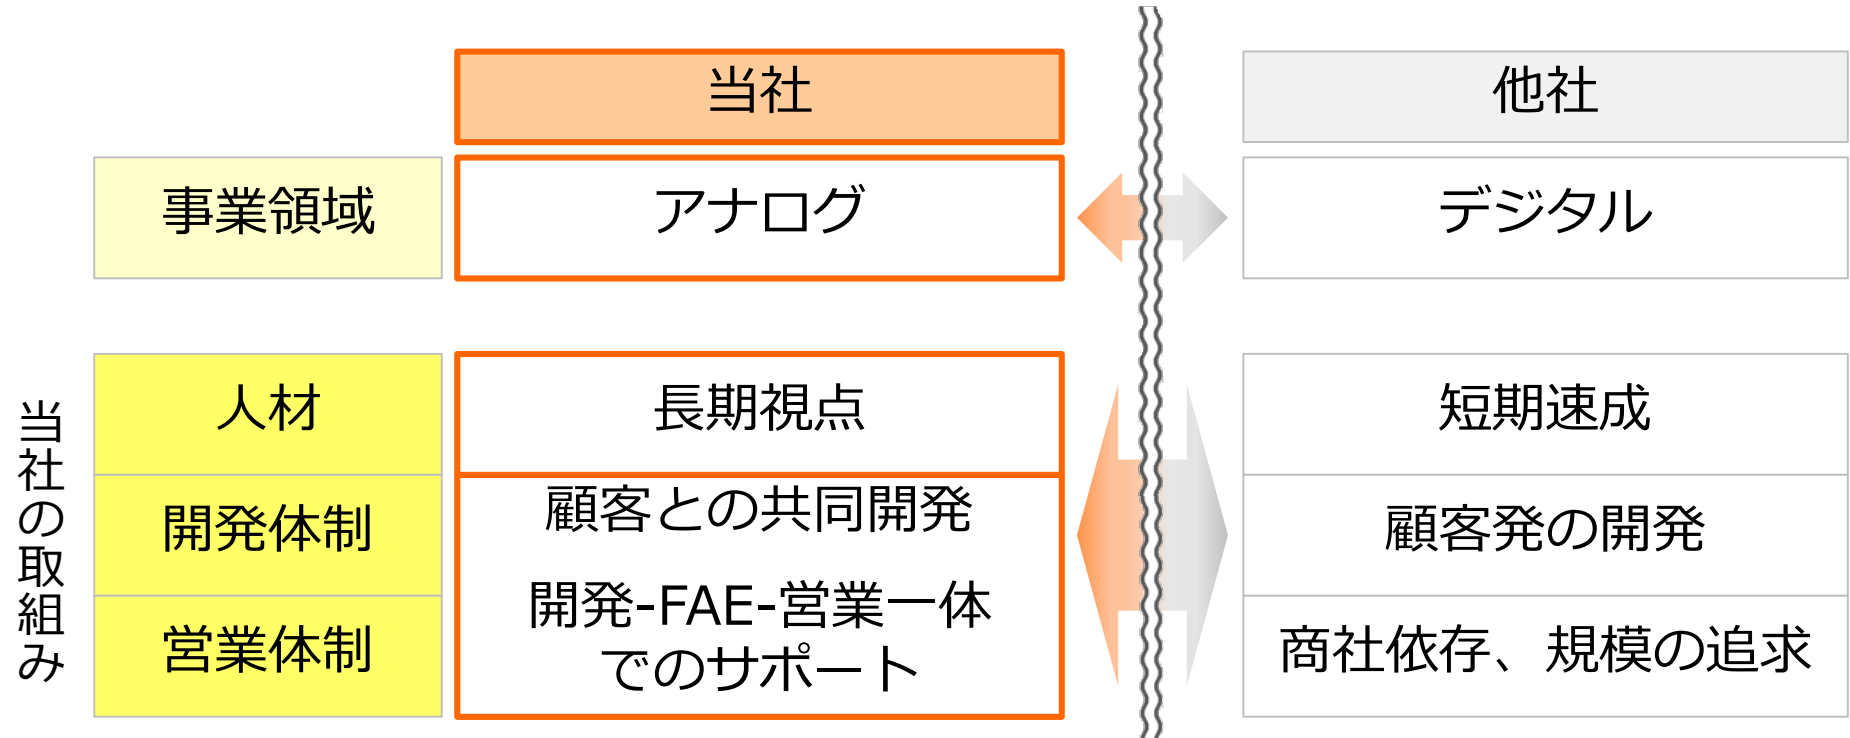 当社
他社
事業領域
アナログ
デジタル
当社の取組み
人材
長期視点
短期速成
開発体制
顧客との共同開発
顧客発の開発
営業体制
開発-FAE-営業一体
でのサポート
商社依存、規模の追求